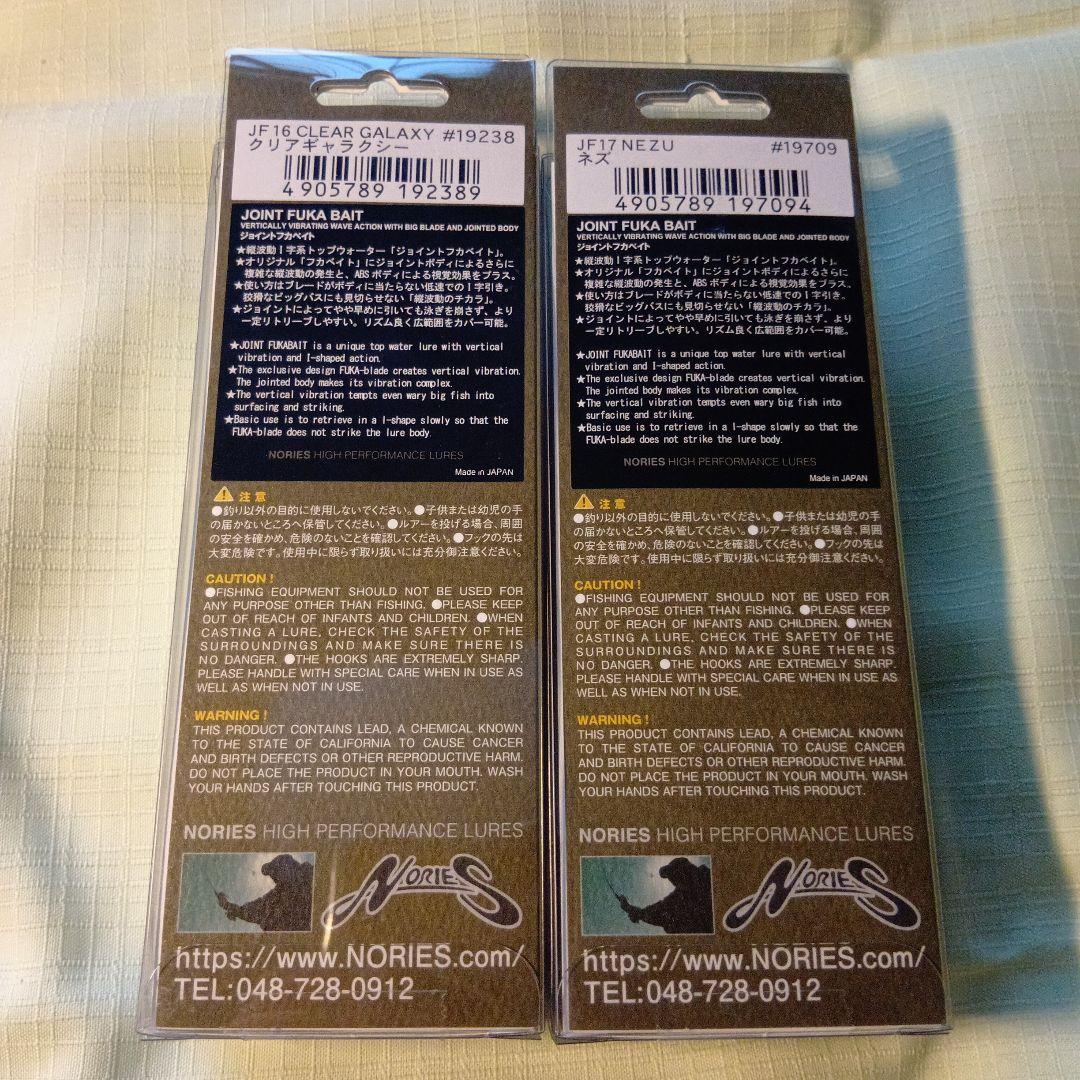 JF16 CLEAR GALAXY #19238
クリアギャラクシー
4 905789 192389
JOINT FUKA BAIT
VERTICALLY VIBRATING WAVE ACTION WITH BIG BLADE AND JOINTED BODY
ジョイントフカベイト
★縦波動I字系トップウォーター「ジョイントフカベイト」。
★オリジナル「フカベイト」にジョイントボディによるさらに
複雑な縦波動の発生と、ABSボディによる視覚効果をプラス。
★使い方はブレードがボディに当たらない低速でのI字引き。
狡猾なビッグバスにも見切らせない「縦波動のチカラ」。
★ジョイントによってやや早めに引いても泳ぎを崩さず、より
一定リトリーブしやすい。リズム良く広範囲をカバー可能。
★JOINT FUKABAIT is a unique top water lure with vertical
vibration and I-shaped action.
★The exclusive design FUKA-blade creates vertical vibration.
The jointed body makes its vibration complex.
★The vertical vibration tempts even wary big fish into
surfacing and striking.
★Basic use is to retrieve in a I-shape slowly so that the
FUKA-blade does not strike the lure body.
NORIES HIGH PERFORMANCE LURES
Made in JAPAN
注意
●釣り以外の目的に使用しないでください。●子供または幼児の手
の届かないところへ保管してください。●ルアーを投げる場合、周囲
の安全を確かめ、危険のないことを確認してください。●フックの先は
大変危険です。使用中に限らず取り扱いには充分御注意ください。
CAUTION !
●FISHING EQUIPMENT SHOULD NOT BE USED FOR
ANY PURPOSE OTHER THAN FISHING. ●PLEASE KEEP
OUT OF REACH OF INFANTS AND CHILDREN. ●WHEN
CASTING A LURE, CHECK THE SAFETY OF THE
SURROUNDINGS AND MAKE SURE THERE IS
NO DANGER. ●THE HOOKS ARE EXTREMELY SHARP.
PLEASE HANDLE WITH SPECIAL CARE WHEN IN USE AS
WELL AS WHEN NOT IN USE.
WARNING !
THIS PRODUCT CONTAINS LEAD, A CHEMICAL KNOWN
TO THE STATE OF CALIFORNIA TO CAUSE CANCER
AND BIRTH DEFECTS OR OTHER REPRODUCTIVE HARM.
DO NOT PLACE THE PRODUCT IN YOUR MOUTH. WASH
YOUR HANDS AFTER TOUCHING THIS PRODUCT.
NORIES HIGH PERFORMANCE LURES
NORIES
https://www.NORIES.com/
TEL:048-728-0912
JF17 NEZU #19709
ネズ
4 905789 197094
JOINT FUKA BAIT
VERTICALLY VIBRATING WAVE ACTION WITH BIG BLADE AND JOINTED BODY
ジョイントフカベイト
★縦波動I字系トップウォーター「ジョイントフカベイト」。
★オリジナル「フカベイト」にジョイントボディによるさらに
複雑な縦波動の発生と、ABSボディによる視覚効果をプラス。
★使い方はブレードがボディに当たらない低速でのI字引き。
狡猾なビッグバスにも見切らせない「縦波動のチカラ」。
★ジョイントによってやや早めに引いても泳ぎを崩さず、より
一定リトリーブしやすい。リズム良く広範囲をカバー可能。
★JOINT FUKABAIT is a unique top water lure with vertical
vibration and I-shaped action.
★The exclusive design FUKA-blade creates vertical vibration.
The jointed body makes its vibration complex.
★The vertical vibration tempts even wary big fish into
surfacing and striking.
★Basic use is to retrieve in a I-shape slowly so that the
FUKA-blade does not strike the lure body.
NORIES HIGH PERFORMANCE LURES
Made in JAPAN
注意
●釣り以外の目的に使用しないでください。●子供または幼児の手
の届かないところへ保管してください。●ルアーを投げる場合、周囲
の安全を確かめ、危険のないことを確認してください。●フックの先は
大変危険です。使用中に限らず取り扱いには充分御注意ください。
CAUTION !
●FISHING EQUIPMENT SHOULD NOT BE USED FOR
ANY PURPOSE OTHER THAN FISHING. ●PLEASE KEEP
OUT OF REACH OF INFANTS AND CHILDREN. ●WHEN
CASTING A LURE, CHECK THE SAFETY OF THE
SURROUNDINGS AND MAKE SURE THERE IS
NO DANGER. ●THE HOOKS ARE EXTREMELY SHARP.
PLEASE HANDLE WITH SPECIAL CARE WHEN IN USE AS
WELL AS WHEN NOT IN USE.
WARNING !
THIS PRODUCT CONTAINS LEAD, A CHEMICAL KNOWN
TO THE STATE OF CALIFORNIA TO CAUSE CANCER
AND BIRTH DEFECTS OR OTHER REPRODUCTIVE HARM.
DO NOT PLACE THE PRODUCT IN YOUR MOUTH. WASH
YOUR HANDS AFTER TOUCHING THIS PRODUCT.
NORIES HIGH PERFORMANCE LURES
NORIES
https://www.NORIES.com/
TEL:048-728-0912